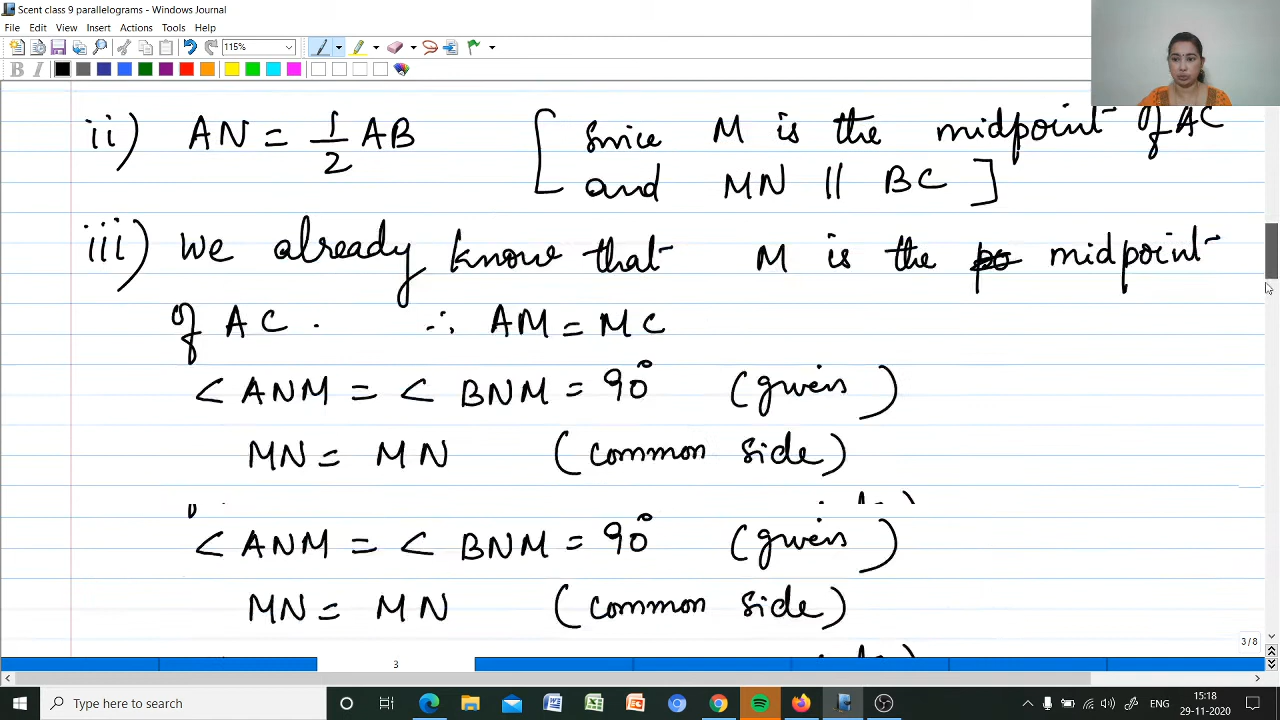 Scent class 9 parallelograms - Windows Journal
File Edit View Insert Actions Tools Help
115%
B I
ii) AN = 1/2 AB [ Since M is the midpoint of AC
and MN || BC ]
iii) We already know that M is the midpoint
of AC. ∴ AM = MC
< ANM = < BNM = 90° (given)
MN = MN (common side)
< ANM = < BNM = 90° (given)
MN = MN (common side)
3/8
3
Type here to search
ENG
15:18
29-11-2020